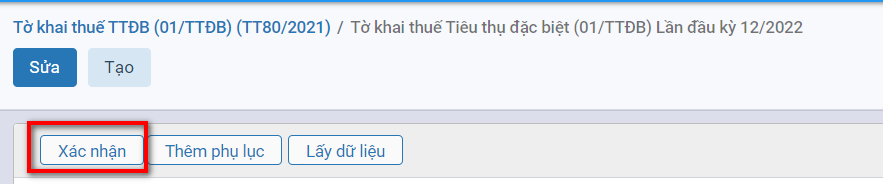 Tờ khai thuế TTĐB (01/TTĐB) (TT80/2021) / Tờ khai thuế Tiêu thụ đặc biệt (01/TTĐB) Lần đầu kỳ 12/2022
Sửa Tạo
Xác nhận Thêm phụ lục Lấy dữ liệu